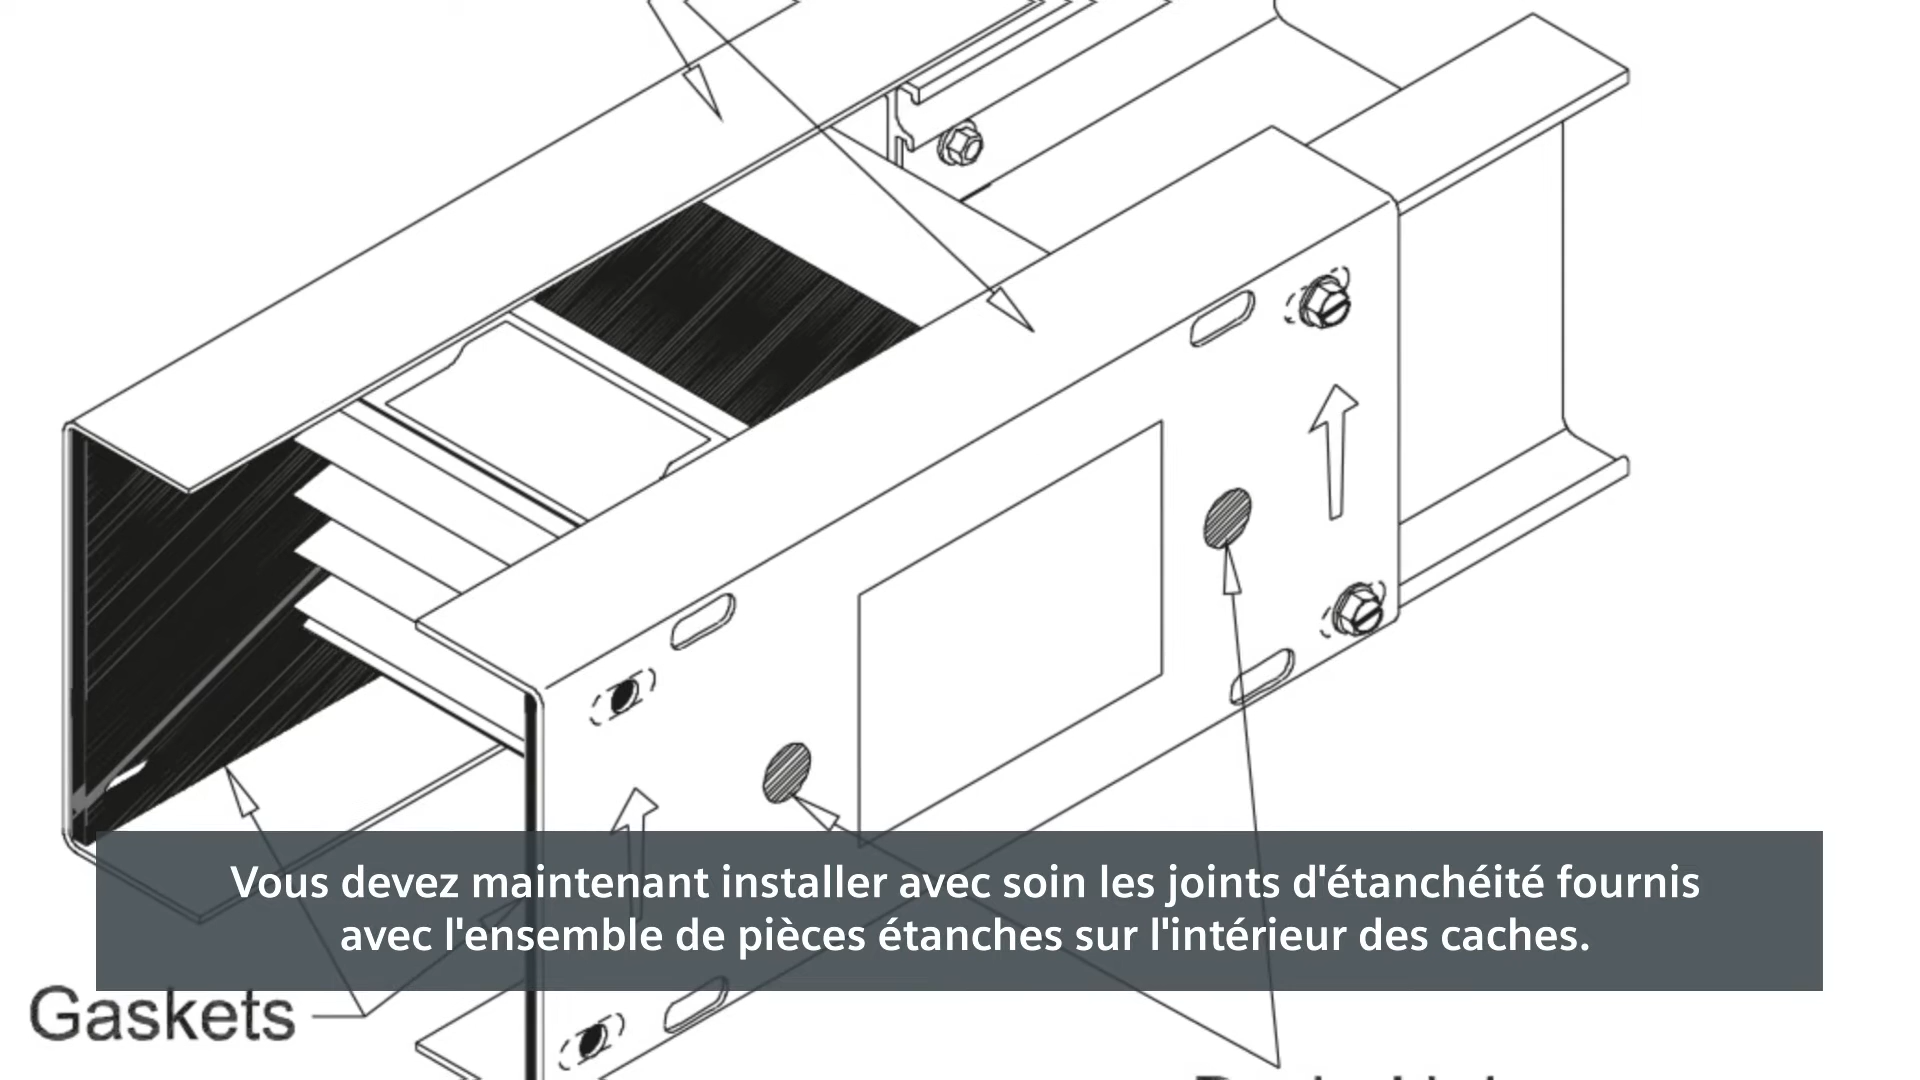 Vous devez maintenant installer avec soin les joints d'étanchéité fournis
avec l'ensemble de pièces étanches sur l'intérieur des caches.
Gaskets